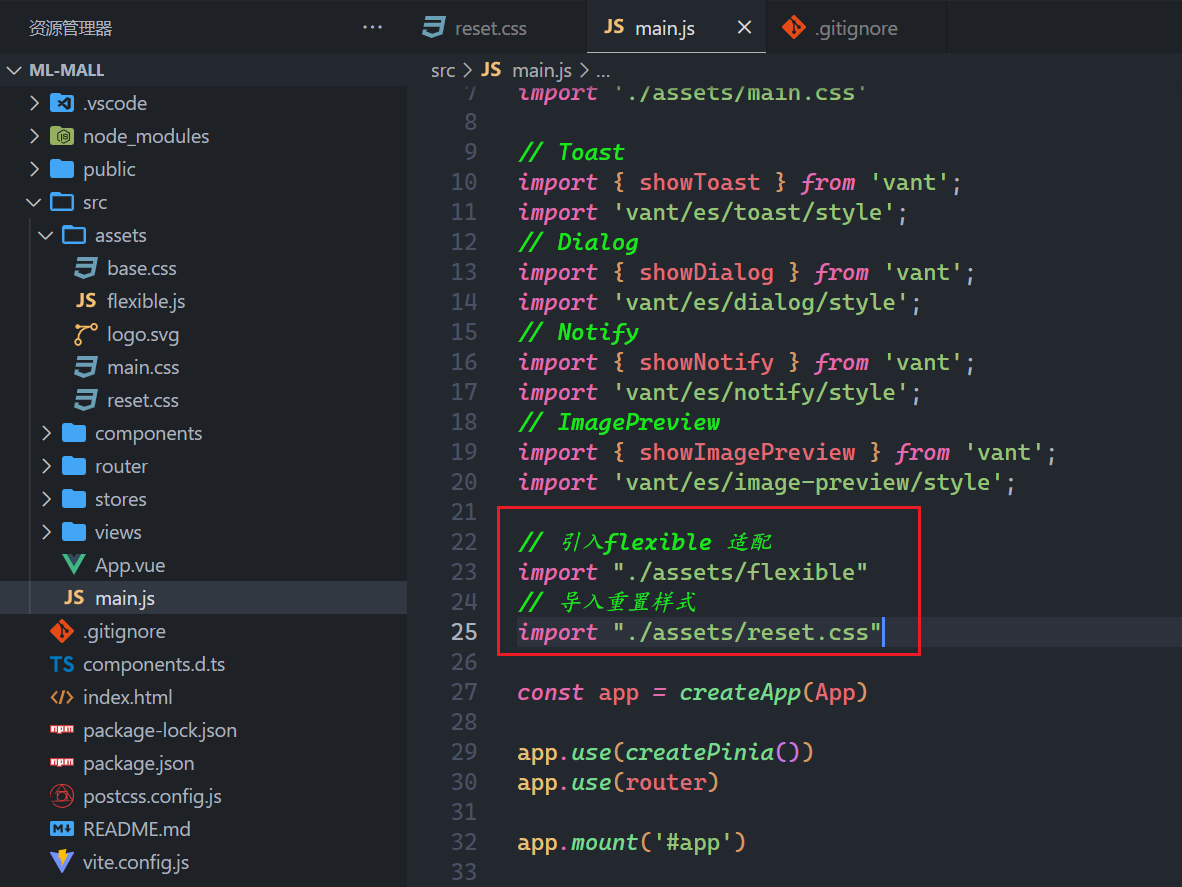 资源管理器
ML-MALL
.vscode
node_modules
public
src
assets
base.css
JS flexible.js
logo.svg
main.css
reset.css
components
router
stores
views
App.vue
JS main.js
.gitignore
TS components.d.ts
index.html
npm package-lock.json
npm package.json
postcss.config.js
README.md
vite.config.js
reset.css JS main.js .gitignore
src > JS main.js > ...
7 import './assets/main.css'
8
9 // Toast
10 import { showToast } from 'vant';
11 import 'vant/es/toast/style';
12 // Dialog
13 import { showDialog } from 'vant';
14 import 'vant/es/dialog/style';
15 // Notify
16 import { showNotify } from 'vant';
17 import 'vant/es/notify/style';
18 // ImagePreview
19 import { showImagePreview } from 'vant';
20 import 'vant/es/image-preview/style';
21
22 // 引入flexible 适配
23 import "./assets/flexible"
24 // 导入重置样式
25 import "./assets/reset.css"
26
27 const app = createApp(App)
28
29 app.use(createPinia())
30 app.use(router)
31
32 app.mount('#app')
33